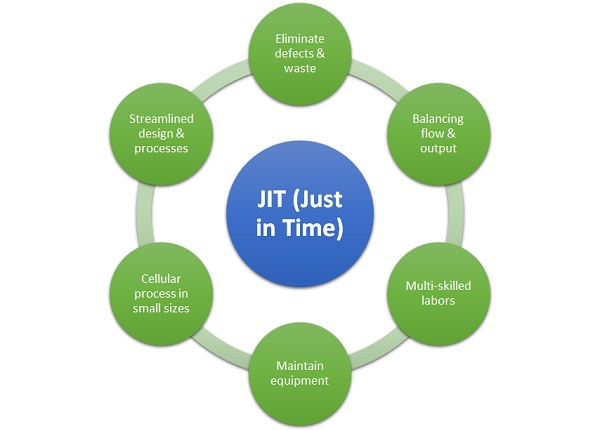 Eliminate
defects &
waste
Balancing
flow &
output
Multi-skilled
labors
Maintain
equipment
Cellular
process in
small sizes
Streamlined
design &
processes
JIT (Just
in Time)